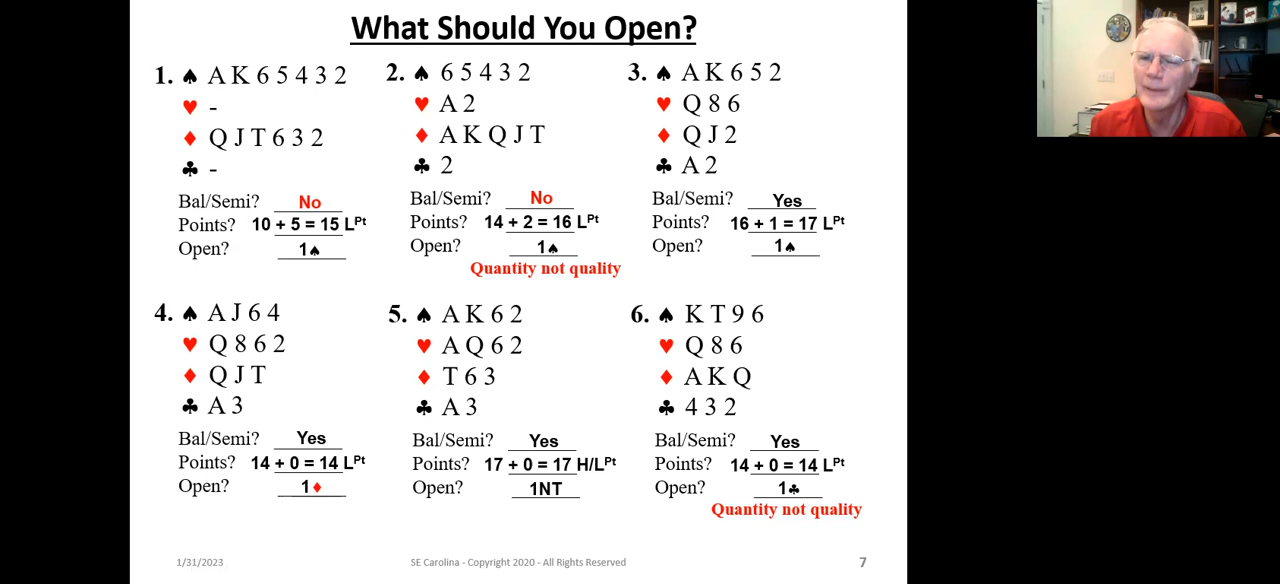 What Should You Open?
1. ♠ A K 6 5 4 3 2
♥ -
♦ Q J T 6 3 2
♣ -
Bal/Semi? No
Points? 10 + 5 = 15 LPt
Open? 1♠
2. ♠ 6 5 4 3 2
♥ A 2
♦ A K Q J T
♣ 2
Bal/Semi? No
Points? 14 + 2 = 16 LPt
Open? 1♠
Quantity not quality
3. ♠ A K 6 5 2
♥ Q 8 6
♦ Q J 2
♣ A 2
Bal/Semi? Yes
Points? 16 + 1 = 17 LPt
Open? 1♠
4. ♠ A J 6 4
♥ Q 8 6 2
♦ Q J T
♣ A 3
Bal/Semi? Yes
Points? 14 + 0 = 14 LPt
Open? 1♦
5. ♠ A K 6 2
♥ A Q 6 2
♦ T 6 3
♣ A 3
Bal/Semi? Yes
Points? 17 + 0 = 17 H/LPt
Open? 1NT
6. ♠ K T 9 6
♥ Q 8 6
♦ A K Q
♣ 4 3 2
Bal/Semi? Yes
Points? 14 + 0 = 14 LPt
Open? 1♣
Quantity not quality
1/31/2023
SE Carolina - Copyright 2020 - All Rights Reserved
7